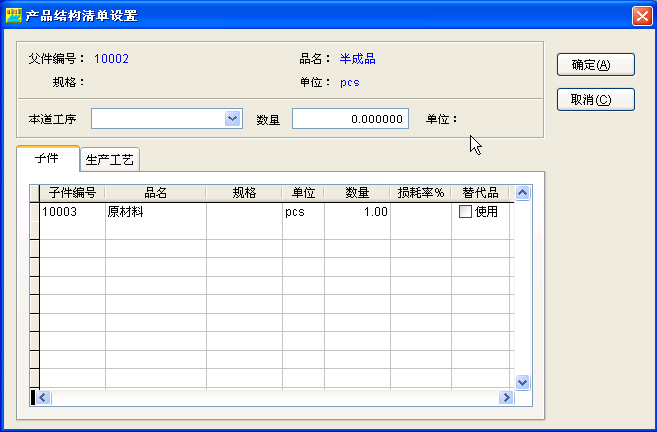 产品结构清单设置
父件编号： 10002 品名： 半成品
规格： 单位： pcs
本道工序 数量 0.000000 单位：
确定(A)
取消(C)
子件 生产工艺
子件编号 品名 规格 单位 数量 损耗率% 替代品
10003 原材料 pcs 1.00 使用